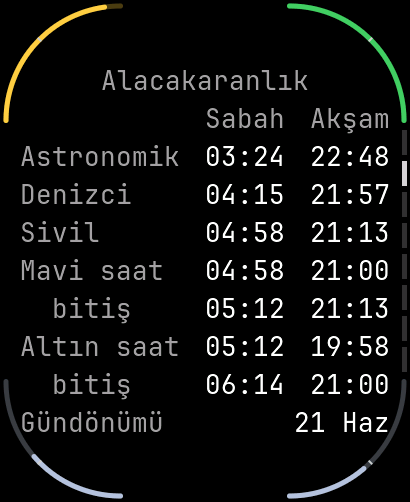 Alacakaranlık
Sabah Akşam
Astronomik 03:24 22:48
Denizci 04:15 21:57
Sivil 04:58 21:13
Mavi saat 04:58 21:00
bitiş 05:12 21:13
Altın saat 05:12 19:58
bitiş 06:14 21:00
Gündönümü 21 Haz